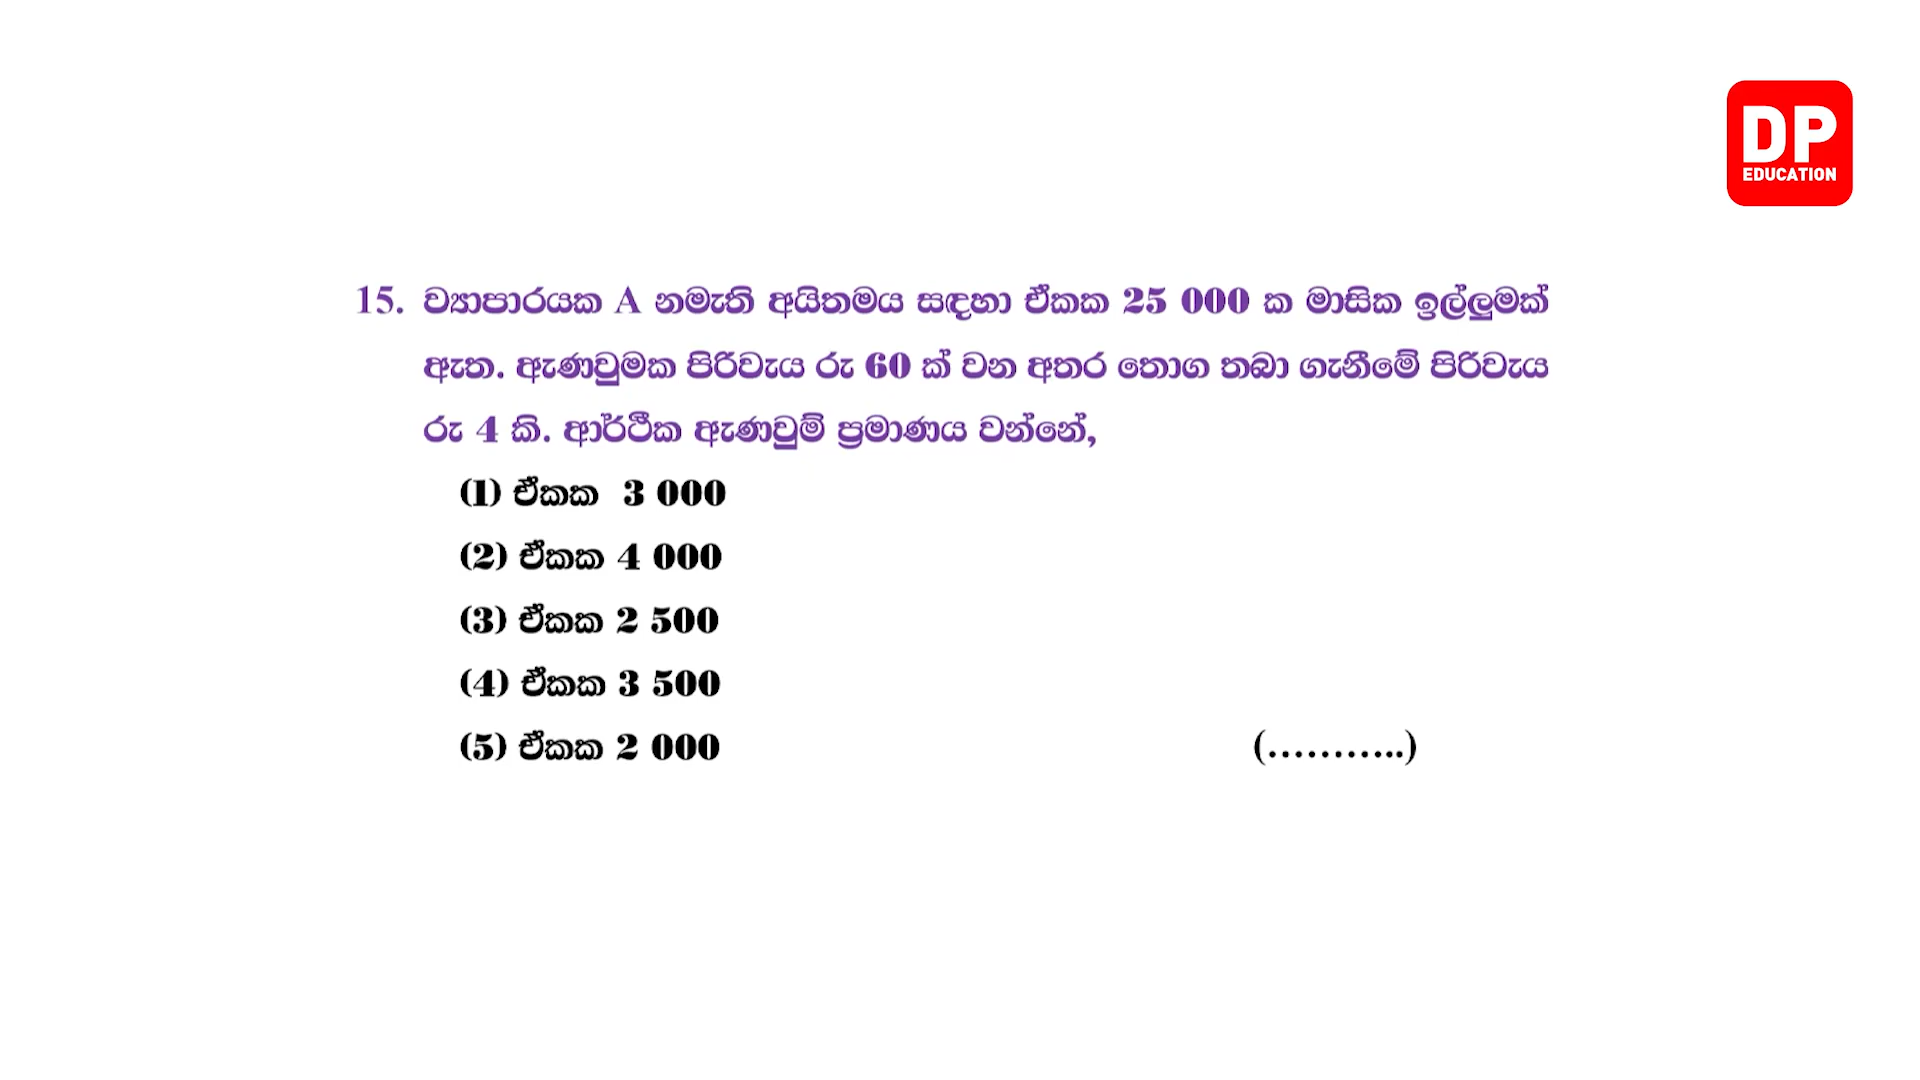 DP
EDUCATION
15. ව්‍යාපාරයක A නමැති අයිතමය සඳහා ඒකක 25 000 ක මාසික ඉල්ලුමක්
ඇත. ඇණවුමක පිරිවැය රු 60 ක් වන අතර තොග තබා ගැනීමේ පිරිවැය
රු 4 කි. ආර්ථික ඇණවුම් ප්‍රමාණය වන්නේ,
(1) ඒකක 3 000
(2) ඒකක 4 000
(3) ඒකක 2 500
(4) ඒකක 3 500
(5) ඒකක 2 000 (………..)